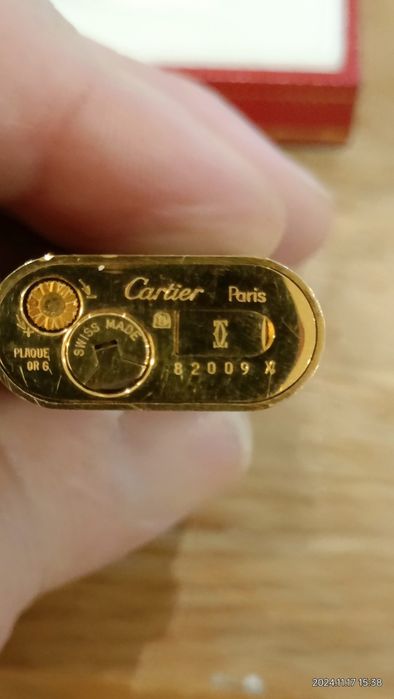 Cartier Paris
SWISS MADE
PLAQUE
OR G
82009 X
2024.11.17 15:38